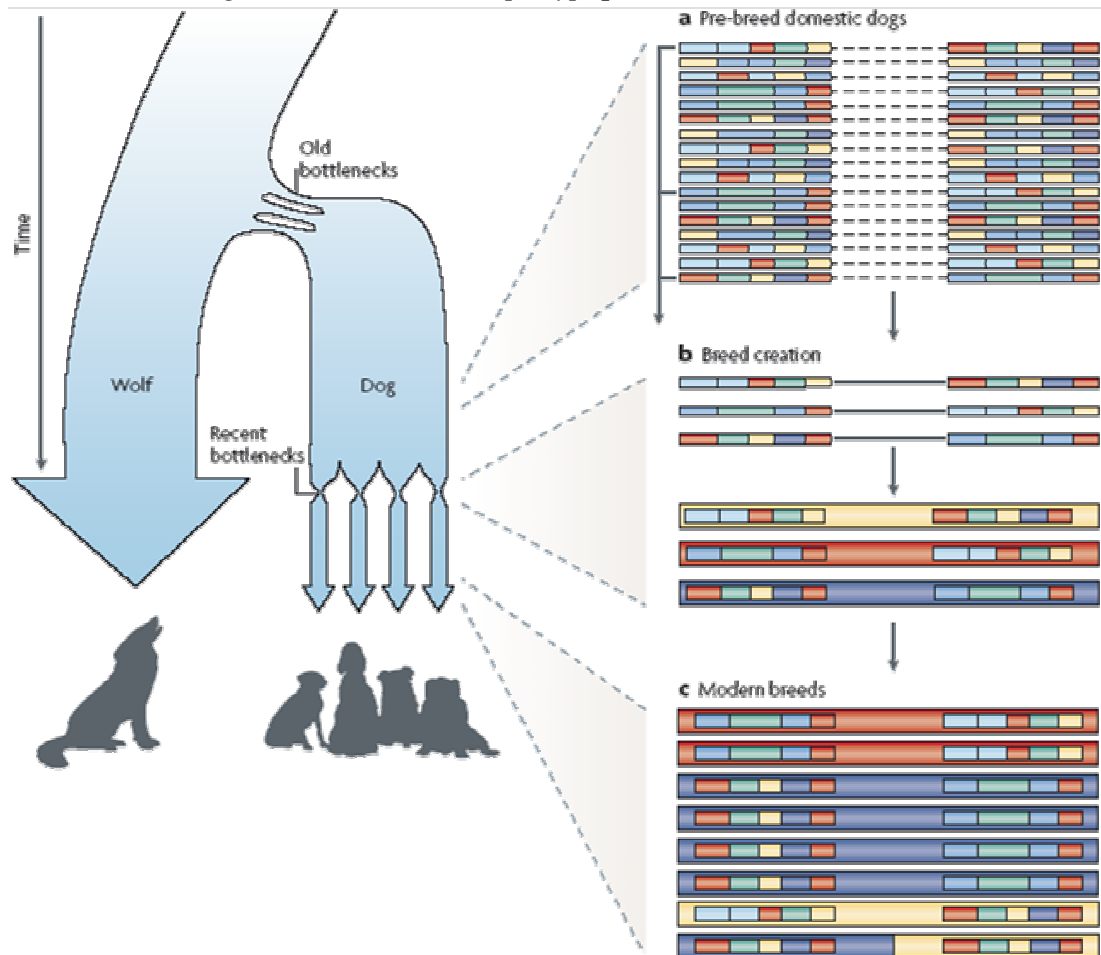 a Pre-breed domestic dogs
Old
bottlenecks
Time
Wolf
Dog
b Breed creation
Recent
bottlenecks
c Modern breeds